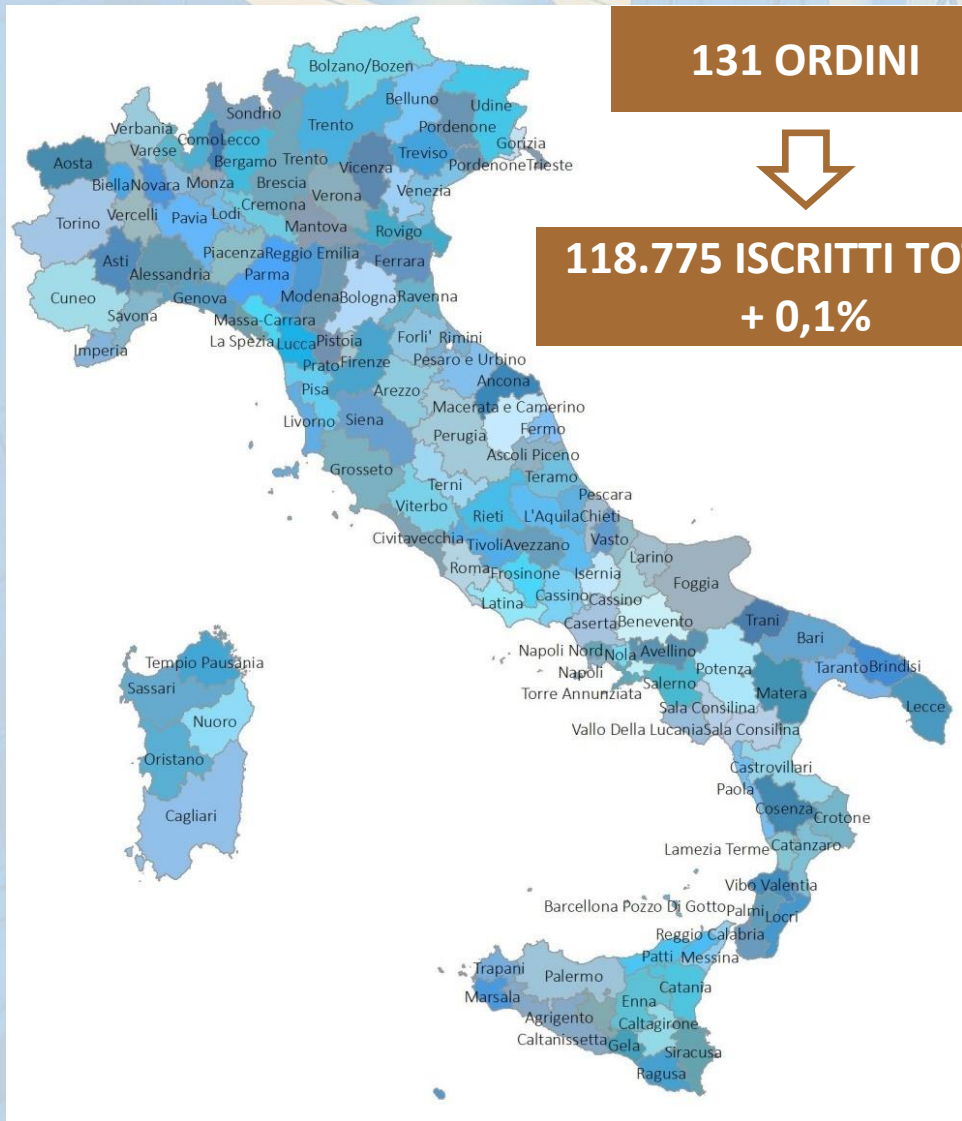 131 ORDINI
118.775 ISCRITTI TO
+ 0,1%
Bolzano/Bozen
Belluno
Udine
Sondrio
Trento
Pordenone
Verbania
Gorizia
Como Lecco
Varese
Treviso
Aosta
Bergamo
Trento
Vicenza
Pordenone Trieste
Biella Novara
Monza
Brescia
Verona
Venezia
Torino
Vercelli
Pavia
Lodi
Cremona
Mantova
Rovigo
Asti
Piacenza Reggio Emilia
Ferrara
Alessandria
Parma
Cuneo
Genova
Modena Bologna
Ravenna
Savona
Massa-Carrara
Forli' Rimini
La Spezia Lucca Pistoia
Imperia
Prato Firenze
Pesaro e Urbino
Ancona
Pisa
Arezzo
Macerata e Camerino
Livorno
Siena
Fermo
Perugia
Ascoli Piceno
Grosseto
Terni
Teramo
Viterbo
Pescara
Rieti
L'Aquila Chieti
Civitavecchia
Tivoli Avezzano
Vasto
Larino
Roma
Frosinone
Isernia
Foggia
Latina
Cassino
Cassino
Caserta
Benevento
Trani
Bari
Napoli Nord Nola
Avellino
Napoli
Potenza
Taranto Brindisi
Tempio Pausania
Salerno
Torre Annunziata
Matera
Sassari
Sala Consilina
Lecce
Nuoro
Vallo Della Lucania Sala Consilina
Oristano
Castrovillari
Paola
Cagliari
Cosenza
Crotone
Lamezia Terme
Catanzaro
Vibo Valentia
Barcellona Pozzo Di Gotto Palmi Locri
Reggio Calabria
Patti Messina
Trapani
Palermo
Marsala
Catania
Enna
Agrigento
Caltagirone
Caltanissetta
Gela
Siracusa
Ragusa